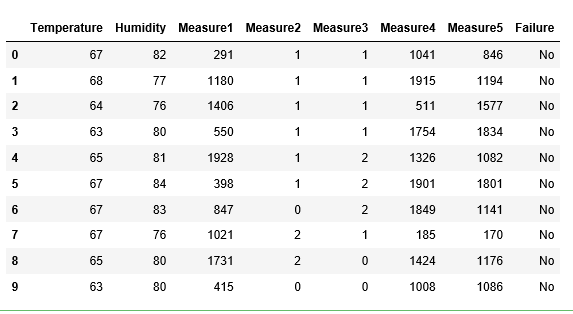 Temperature Humidity Measure1 Measure2 Measure3 Measure4 Measure5 Failure
0 67 82 291 1 1 1041 846 No
1 68 77 1180 1 1 1915 1194 No
2 64 76 1406 1 1 511 1577 No
3 63 80 550 1 1 1754 1834 No
4 65 81 1928 1 2 1326 1082 No
5 67 84 398 1 2 1901 1801 No
6 67 83 847 0 2 1849 1141 No
7 67 76 1021 2 1 185 170 No
8 65 80 1731 2 0 1424 1176 No
9 63 80 415 0 0 1008 1086 No